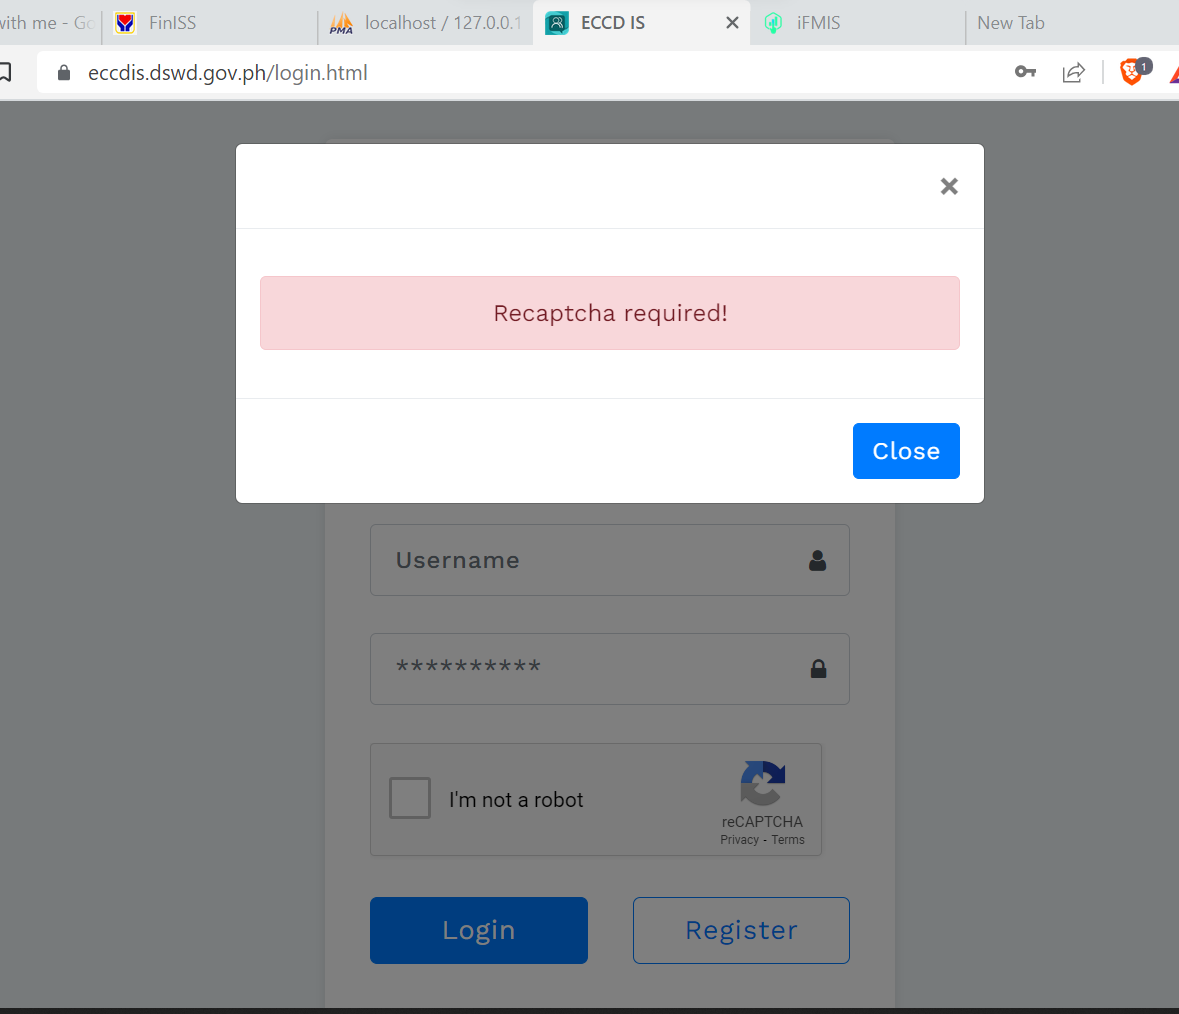 with me - Go
FinISS
PMA
localhost / 127.0.0.1
ECCD IS
iFMIS
New Tab
eccdis.dswd.gov.ph/login.html
1
×
Recaptcha required!
Close
Username
**********
I'm not a robot
reCAPTCHA
Privacy - Terms
Login
Register